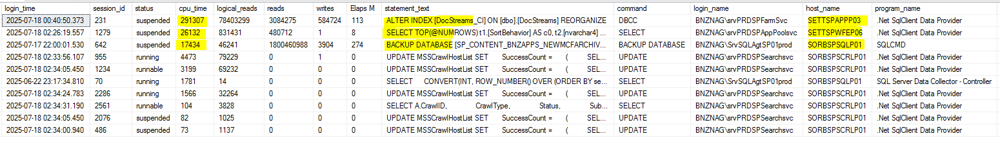 login_time session_id status cpu_time logical_reads reads writes Elaps M statement_text command login_name host_name program_name
2025-07-18 00:40:50.373 231 suspended 291307 78403299 3084275 584724 113 ALTER INDEX [DocStreams_CI] ON [dbo].[DocStreams] REORGANIZE DBCC BNZNAG\srvPRDSPFarmSvc SETTSPAPPP03 .Net SqlClient Data Provider
2025-07-18 02:26:19.557 1279 suspended 26132 831431 480712 1 8 SELECT TOP(@NUMROWS) t1.[SortBehavior] AS c0, t2.[nvarchar4] ... SELECT BNZNAG\srvPRDSPAppPoolsvc SETTSPWFEP06 .Net SqlClient Data Provider
2025-07-17 22:00:01.530 642 suspended 17434 46241 1800460988 3904 274 BACKUP DATABASE [SP_CONTENT_BNZAPPS_NEWMCFARCHIV... BACKUP DATABASE BNZNAG\SrvSQLAgtSP01prod SORBSPSQLP01 SQLCMD
2025-07-18 02:33:56.107 955 running 4473 79229 0 1 0 UPDATE MSSCrawlHostList SET SuccessCount = ( SEL... UPDATE BNZNAG\srvPRDSPSearchsvc SORBSPSCRLP01 .Net SqlClient Data Provider
2025-07-18 02:34:05.450 1234 runnable 3199 69232 0 0 0 UPDATE MSSCrawlHostList SET SuccessCount = ( SEL... UPDATE BNZNAG\srvPRDSPSearchsvc SORBSPSCRLP01 .Net SqlClient Data Provider
2025-06-22 23:17:34.810 70 running 1781 14 0 0 0 SELECT CONVERT(INT, ROW_NUMBER() OVER (ORDER BY se... SELECT BNZNAG\SrvSQLAgtSP01prod SORBSPSQLP01 SQL Server Data Collector - Controller
2025-07-18 02:34:24.783 2286 running 1566 32264 0 0 0 UPDATE MSSCrawlHostList SET SuccessCount = ( SEL... UPDATE BNZNAG\srvPRDSPSearchsvc SORBSPSCRLP01 .Net SqlClient Data Provider
2025-07-18 02:34:31.190 2561 runnable 104 3828 0 0 0 SELECT A.CrawlID, CrawlType, Status, Sub... SELECT BNZNAG\srvPRDSPSearchsvc SORBSPSCRLP01 .Net SqlClient Data Provider
2025-07-18 02:34:05.450 2076 suspended 82 1025 0 0 0 UPDATE MSSCrawlHostList SET SuccessCount = ( SEL... UPDATE BNZNAG\srvPRDSPSearchsvc SORBSPSCRLP01 .Net SqlClient Data Provider
2025-07-18 02:34:00.940 486 suspended 73 1137 0 0 0 UPDATE MSSCrawlHostList SET SuccessCount = ( SEL... UPDATE BNZNAG\srvPRDSPSearchsvc SORBSPSCRLP01 .Net SqlClient Data Provider